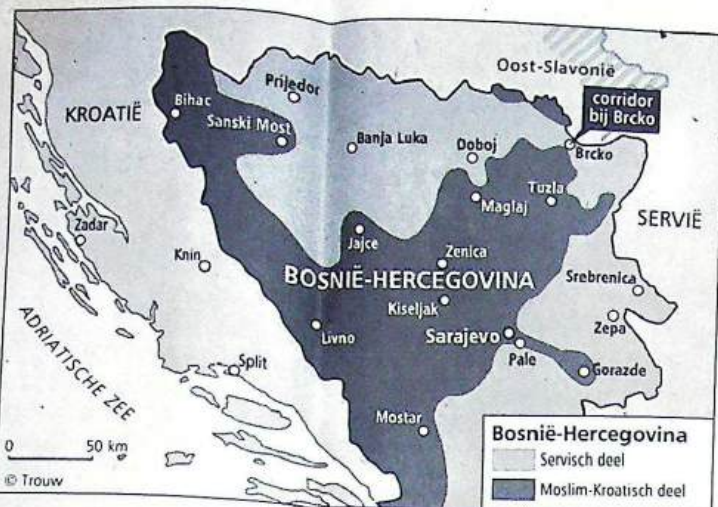 Oost-Slavonië
corridor
bij Brcko
KROATIË
Bihac
Prijedor
Sanski Most
Banja Luka
Doboj
Brcko
Tuzla
Maglaj
SERVIË
Zadar
Knin
Jajce
Zenica
BOSNIË-HERCEGOVINA
Srebrenica
Kiseljak
Zepa
Livno
Sarajevo
Pale
Gorazde
ADRIATISCHE ZEE
Split
Mostar
0 50 km
© Trouw
Bosnië-Hercegovina
Servisch deel
Moslim-Kroatisch deel